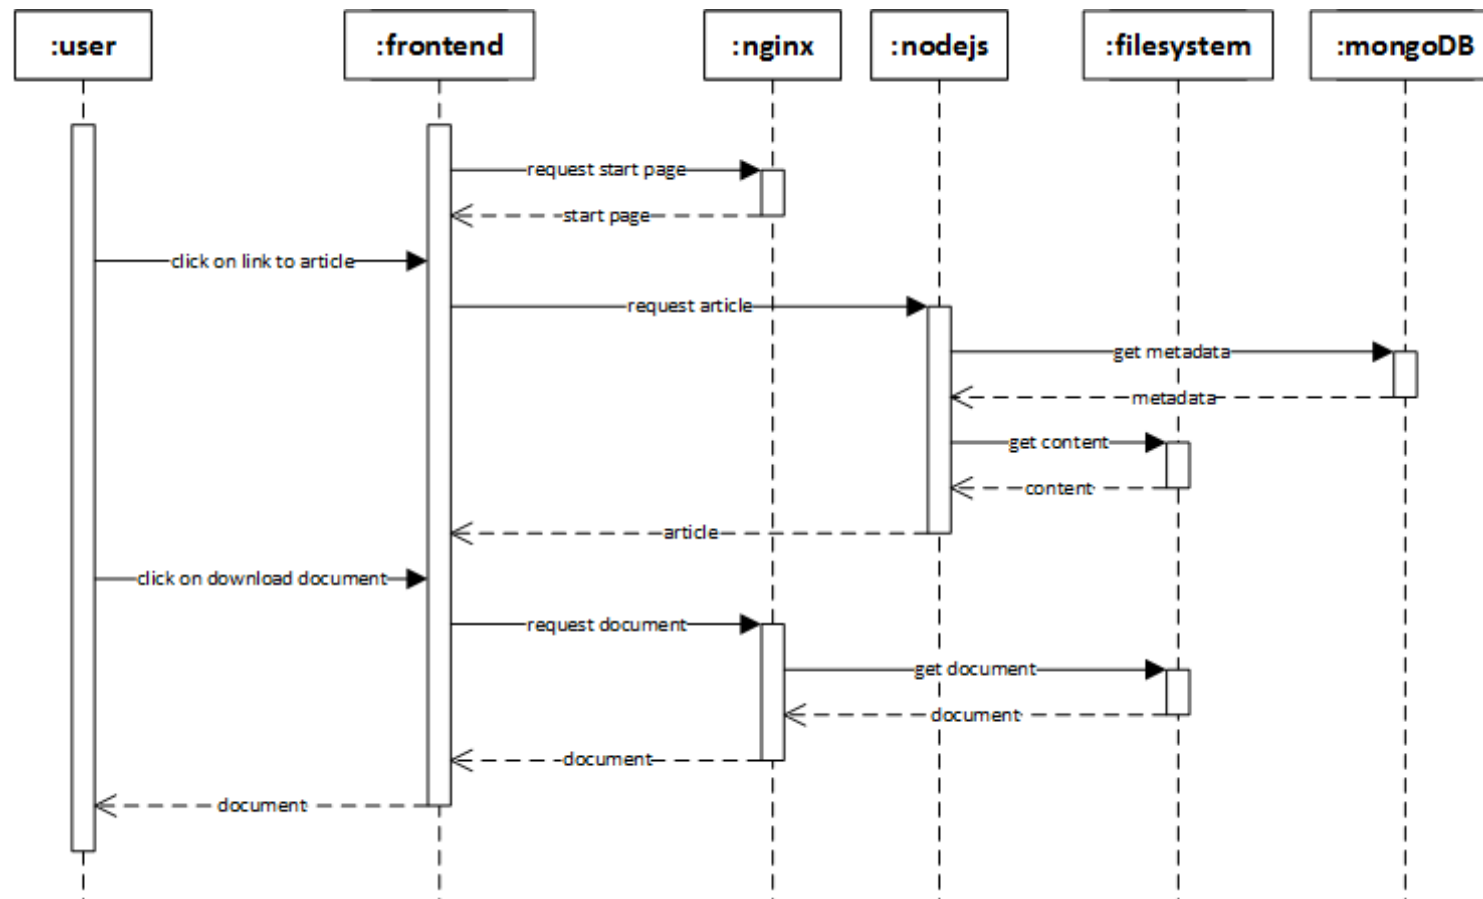 :user
:frontend
:nginx
:nodejs
:filesystem
:mongoDB
request start page
start page
click on link to article
request article
get metadata
metadata
get content
content
article
click on download document
request document
get document
document
document
document